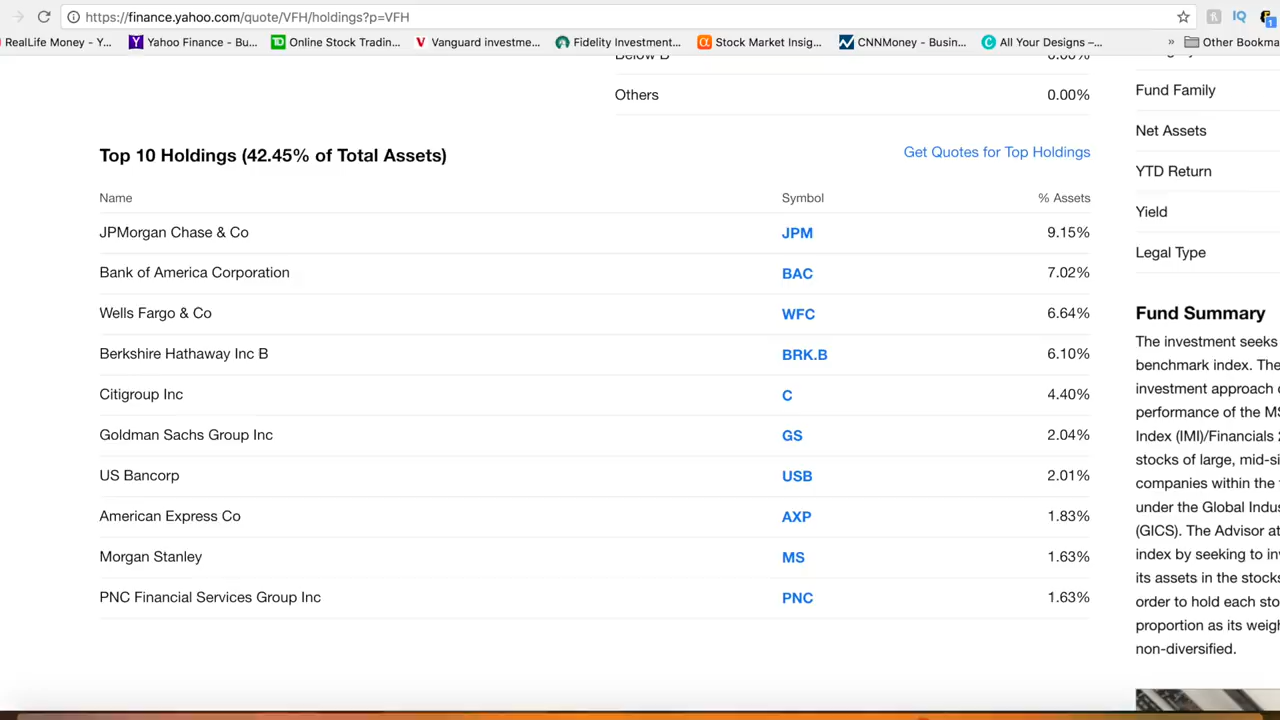 https://finance.yahoo.com/quote/VFH/holdings?p=VFH
RealLife Money - Y...
Yahoo Finance - Bu...
Online Stock Tradin...
Vanguard investme...
Fidelity Investment...
Stock Market Insig...
CNNMoney - Busin...
All Your Designs –...
» Other Bookma
Others 0.00%
Top 10 Holdings (42.45% of Total Assets)
Get Quotes for Top Holdings
Name Symbol % Assets
JPMorgan Chase & Co JPM 9.15%
Bank of America Corporation BAC 7.02%
Wells Fargo & Co WFC 6.64%
Berkshire Hathaway Inc B BRK.B 6.10%
Citigroup Inc C 4.40%
Goldman Sachs Group Inc GS 2.04%
US Bancorp USB 2.01%
American Express Co AXP 1.83%
Morgan Stanley MS 1.63%
PNC Financial Services Group Inc PNC 1.63%
Fund Family
Net Assets
YTD Return
Yield
Legal Type
Fund Summary
The investment seeks
benchmark index. The
investment approach
performance of the MS
Index (IMI)/Financials 2
stocks of large, mid-si
companies within the
under the Global Indus
(GICS). The Advisor at
index by seeking to in
its assets in the stocks
order to hold each sto
proportion as its weigh
non-diversified.